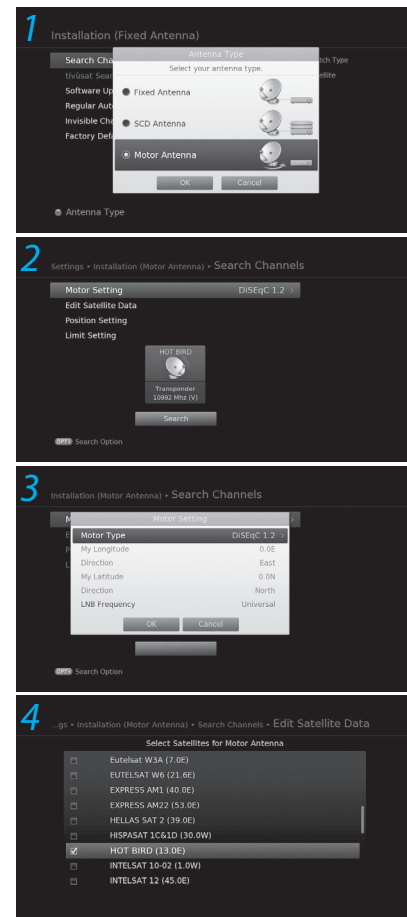 1
Installation (Fixed Antenna)
Antenna Type
Select your antenna type.
Search Cha
tch Type
tivùsat Sear
ellite
Software Up
Fixed Antenna
Regular Aut
Invisible Cha
SCD Antenna
Factory Defa
Motor Antenna
OK Cancel
Antenna Type
2
Settings • Installation (Motor Antenna) • Search Channels
Motor Setting DiSEqC 1.2 >
Edit Satellite Data
Position Setting
Limit Setting
HOT BIRD
Transponder
10992 Mhz (V)
Search
OPT+ Search Option
3
Installation (Motor Antenna) • Search Channels
M Motor Setting >
E Motor Type DiSEqC 1.2 >
P My Longitude 0.0E
L Direction East
My Latitude 0.0N
Direction North
LNB Frequency Universal
OK Cancel
OPT+ Search Option
4
...gs • Installation (Motor Antenna) • Search Channels • Edit Satellite Data
Select Satellites for Motor Antenna
Eutelsat W3A (7.0E)
EUTELSAT W6 (21.6E)
EXPRESS AM1 (40.0E)
EXPRESS AM22 (53.0E)
HELLAS SAT 2 (39.0E)
HISPASAT 1C&1D (30.0W)
HOT BIRD (13.0E)
INTELSAT 10-02 (1.0W)
INTELSAT 12 (45.0E)